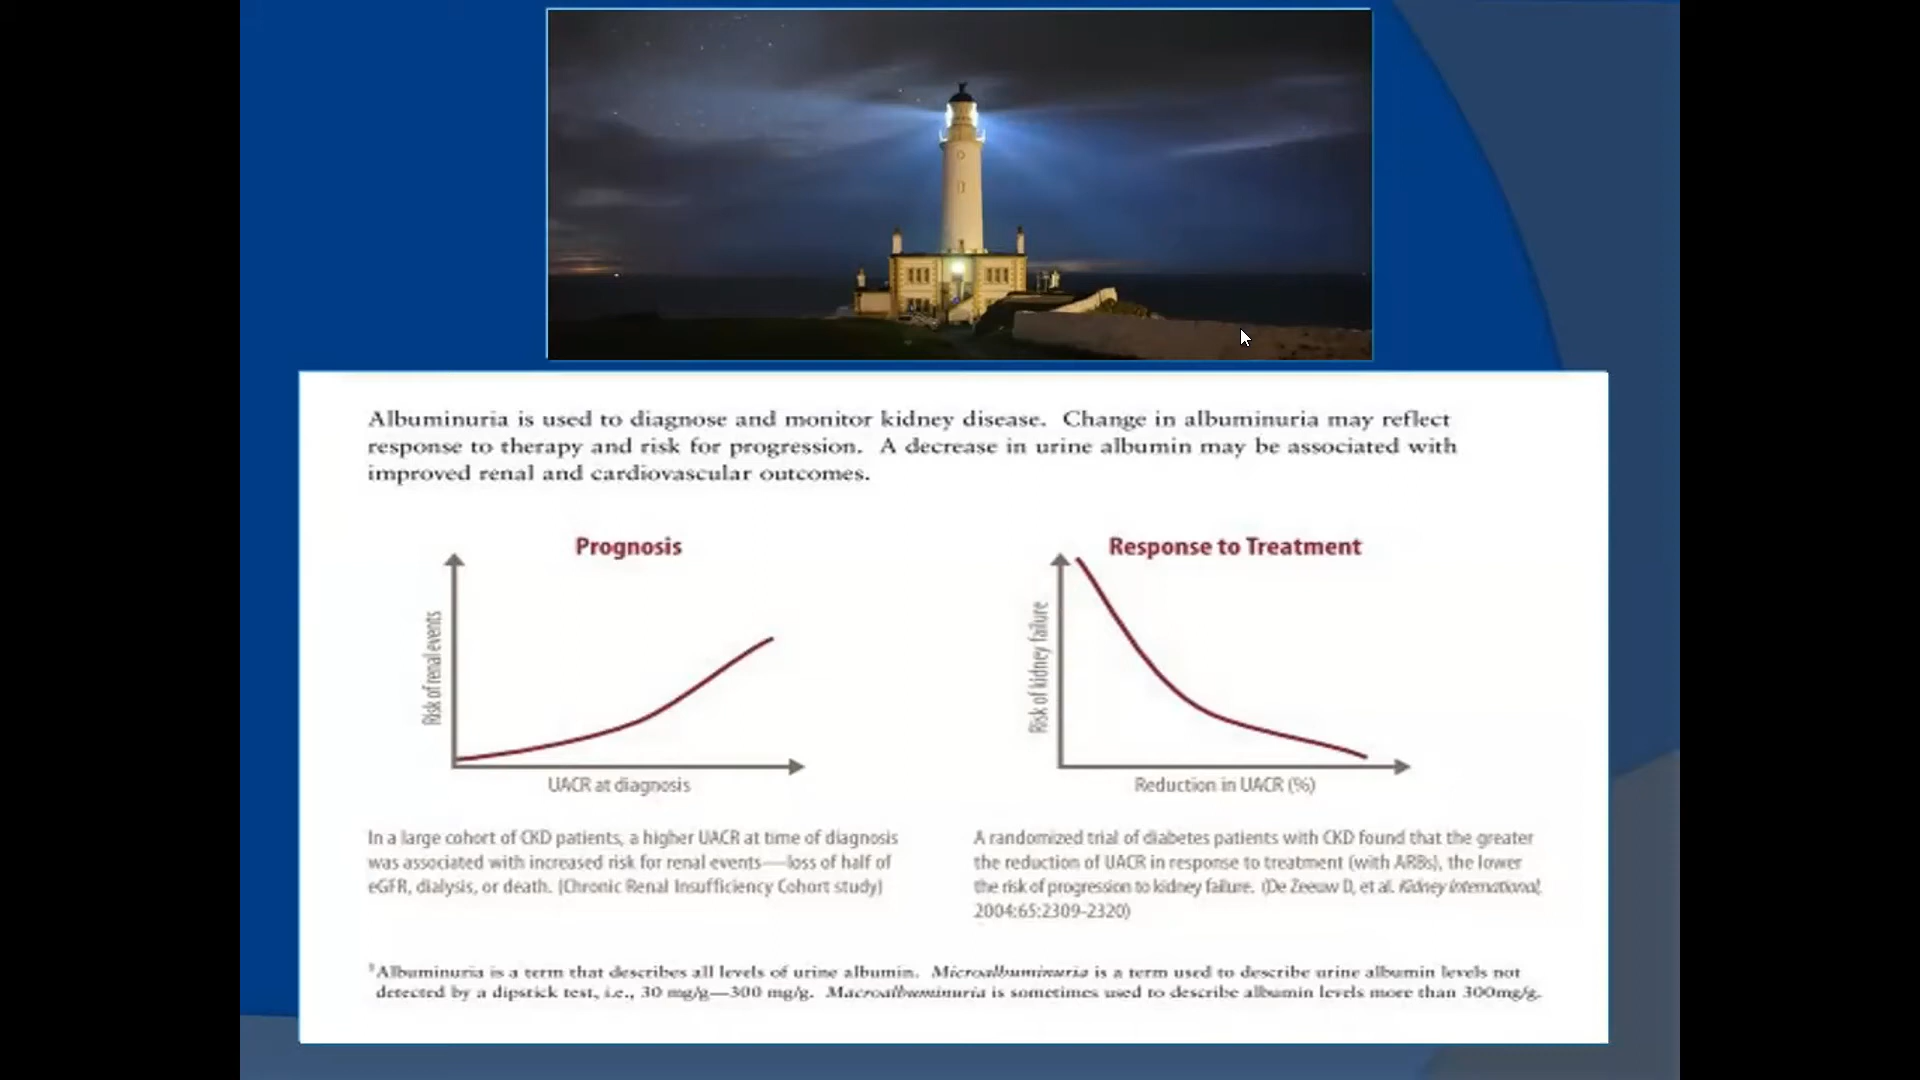 Albuminuria is used to diagnose and monitor kidney disease. Change in albuminuria may reflect
response to therapy and risk for progression. A decrease in urine albumin may be associated with
improved renal and cardiovascular outcomes.
Prognosis
Risk of renal events
UACR at diagnosis
In a large cohort of CKD patients, a higher UACR at time of diagnosis
was associated with increased risk for renal events—loss of half of
eGFR, dialysis, or death. (Chronic Renal Insufficiency Cohort study)
Response to Treatment
Risk of kidney failure
Reduction in UACR (%)
A randomized trial of diabetes patients with CKD found that the greater
the reduction of UACR in response to treatment (with ARBs), the lower
the risk of progression to kidney failure. (De Zeeuw D, et al. Kidney International,
2004:65:2309-2320)
¹Albuminuria is a term that describes all levels of urine albumin. Microalbuminuria is a term used to describe urine albumin levels not
detected by a dipstick test, i.e., 30 mg/g—300 mg/g. Macroalbuminuria is sometimes used to describe albumin levels more than 300mg/g.